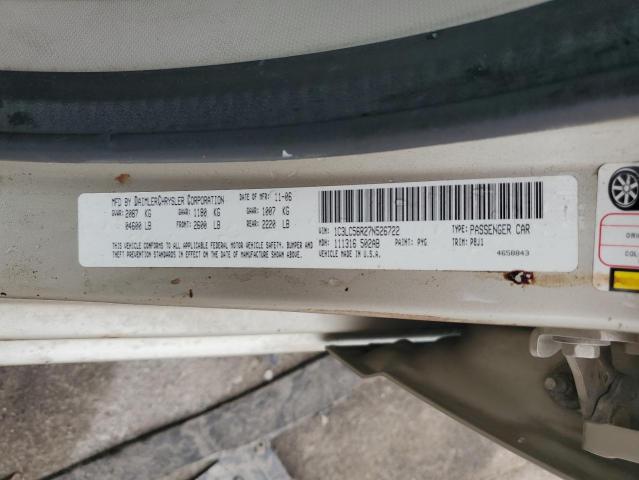 MFD BY DAIMLERCHRYSLER CORPORATION DATE OF MFR: 11-06
GVWR: 2087 KG GAWR: 1180 KG GAWR: 1007 KG
04600 LB FRONT: 2600 LB REAR: 2220 LB
THIS VEHICLE CONFORMS TO ALL APPLICABLE FEDERAL MOTOR VEHICLE SAFETY, BUMPER AND
THEFT PREVENTION STANDARDS IN EFFECT ON THE DATE OF MANUFACTURE SHOWN ABOVE.
VIN: 1C3LC56R27N526722 TYPE: PASSENGER CAR
MDH: 111316 502AB PAINT: PYG TRIM: PBJ1
VEHICLE MADE IN U.S.A. 4658843
COL